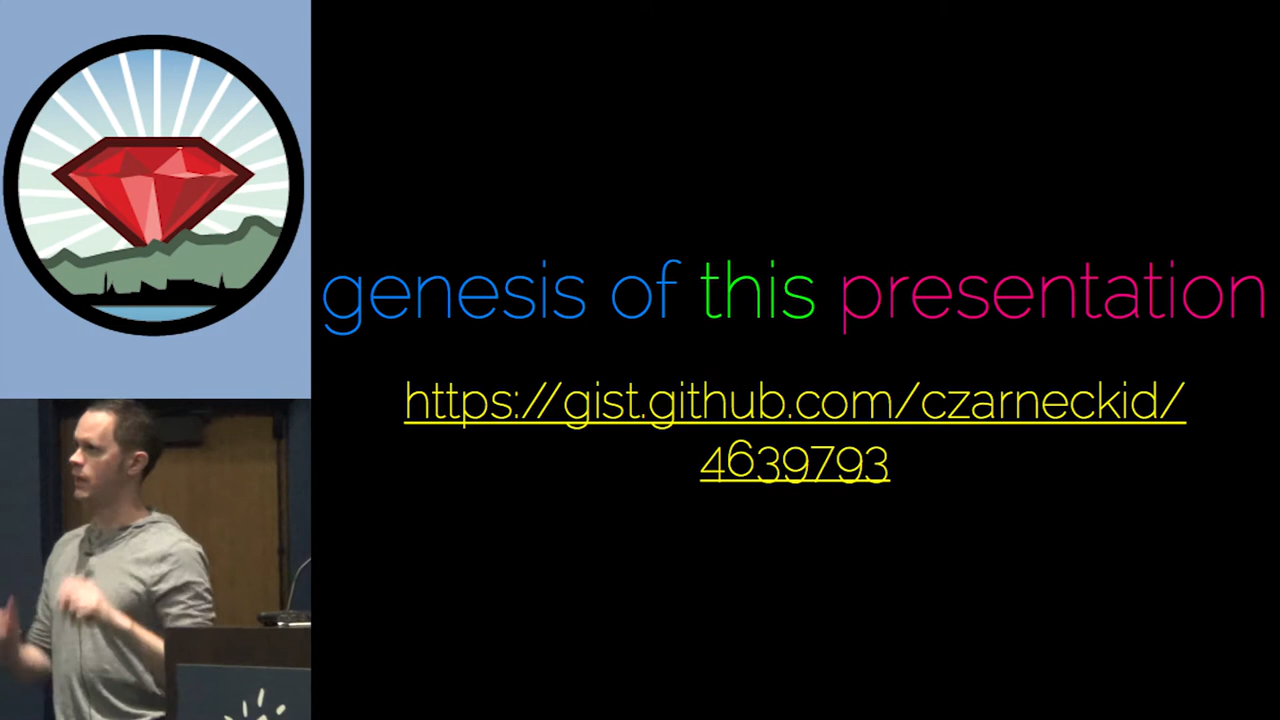 genesis of this presentation
https://gist.github.com/czarneckid/
4639793